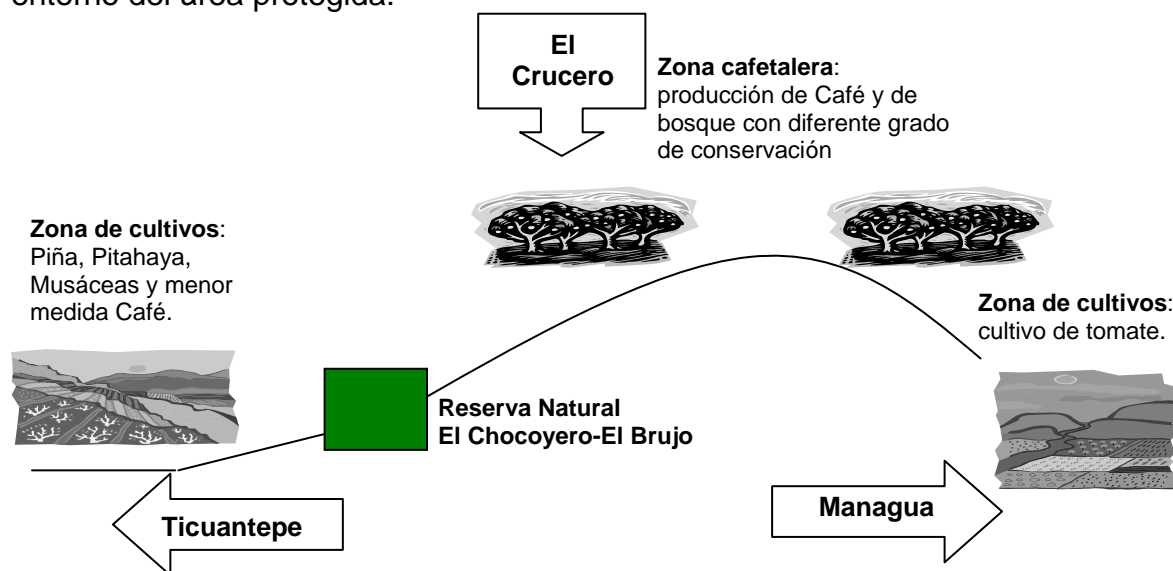 entorno del área protegida.
El
Crucero
Zona cafetalera:
producción de Café y de
bosque con diferente grado
de conservación
Zona de cultivos:
Piña, Pitahaya,
Musáceas y menor
medida Café.
Zona de cultivos:
cultivo de tomate.
Reserva Natural
El Chocoyero-El Brujo
Ticuantepe
Managua